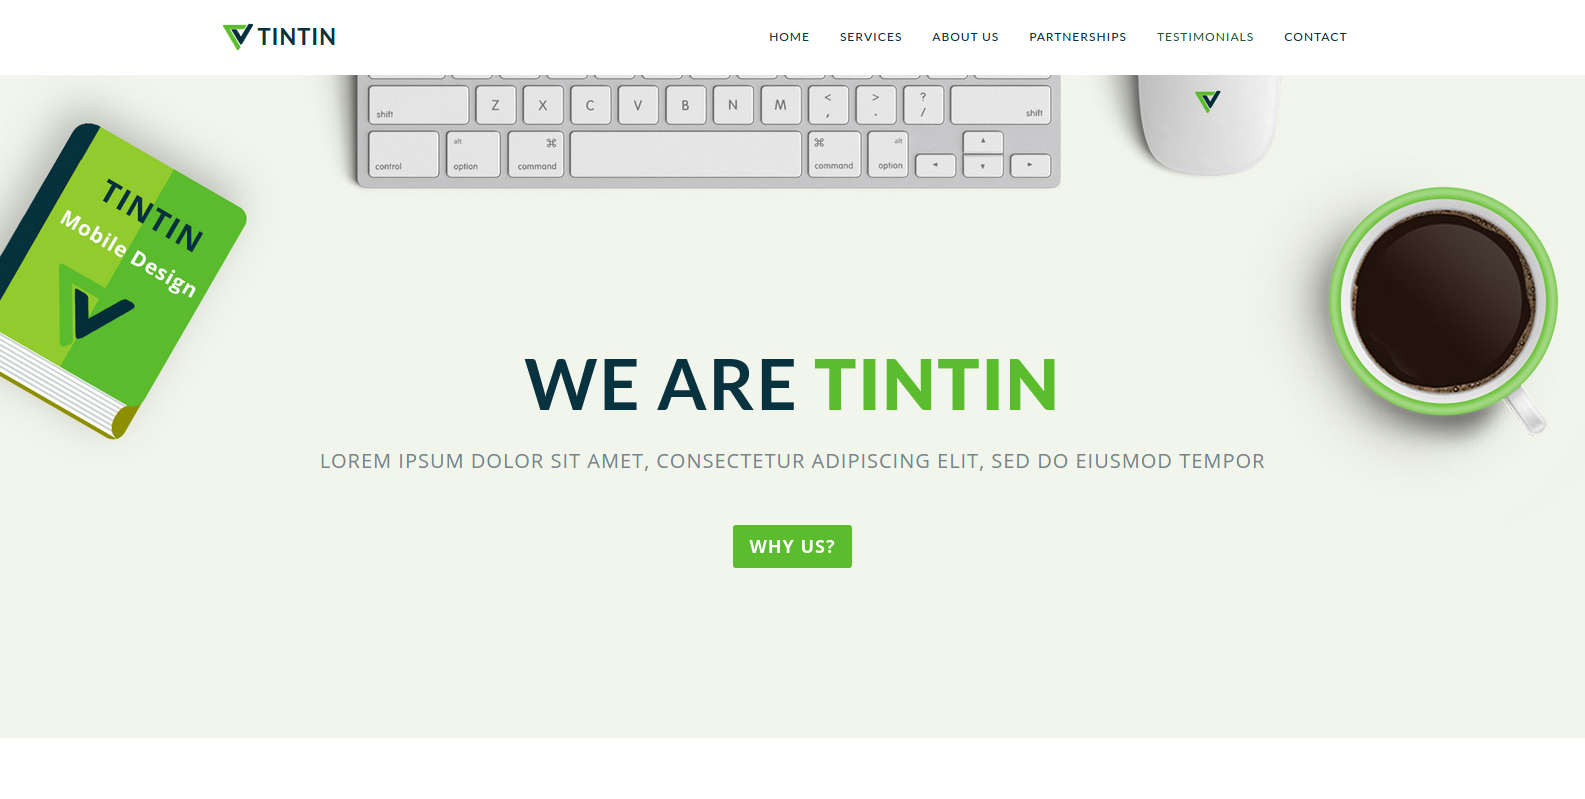 TINTIN
HOME SERVICES ABOUT US PARTNERSHIPS TESTIMONIALS CONTACT
shift Z X C V B N M < , > . ? / shift
control alt option ⌘ command ⌘ command alt option
TINTIN
Mobile Design
WE ARE TINTIN
LOREM IPSUM DOLOR SIT AMET, CONSECTETUR ADIPISCING ELIT, SED DO EIUSMOD TEMPOR
WHY US?